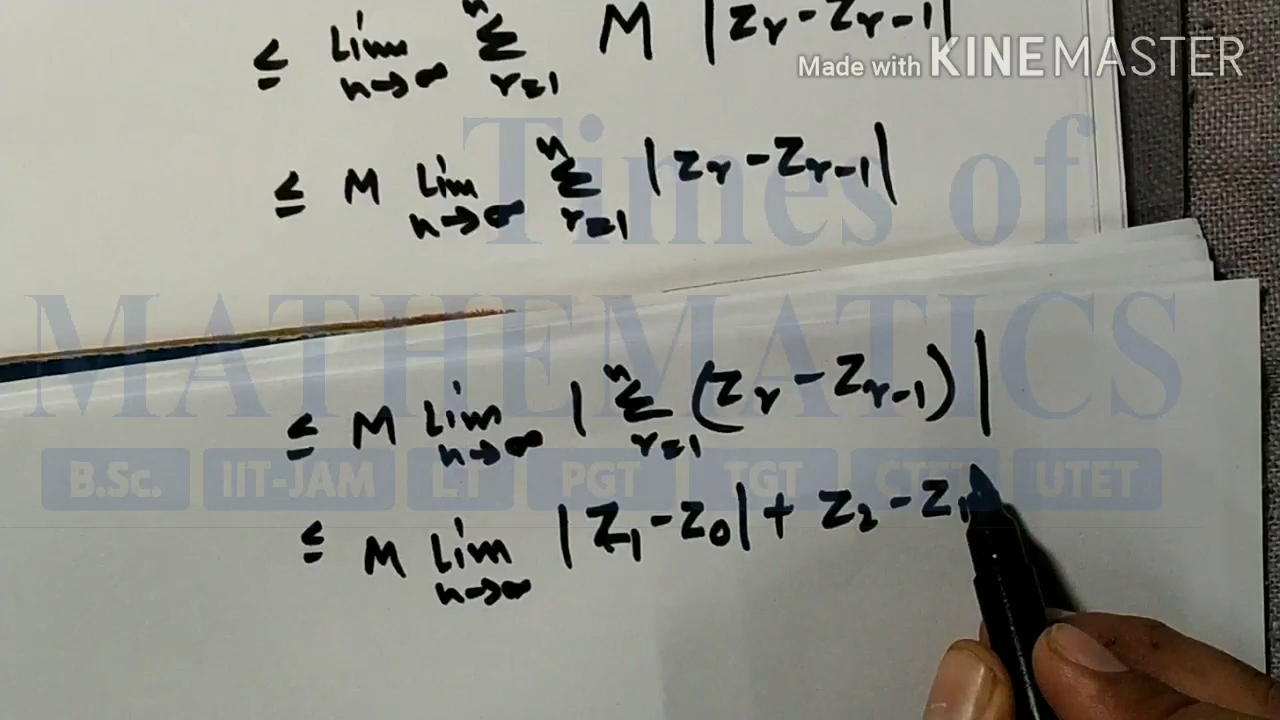 ≤ Lim n→∞ n Σ r=1 M |Zr - Zr-1|
Made with KINEMASTER
≤ M Lim n→∞ n Σ r=1 |Zr - Zr-1|
Times of
MATHEMATICS
≤ M Lim n→∞ | n Σ r=1 (Zr - Zr-1) |
B.Sc. IIT-JAM LT PGT TGT CTET UTET
≤ M Lim n→∞ |Z1 - Z0| + Z2 - Z1